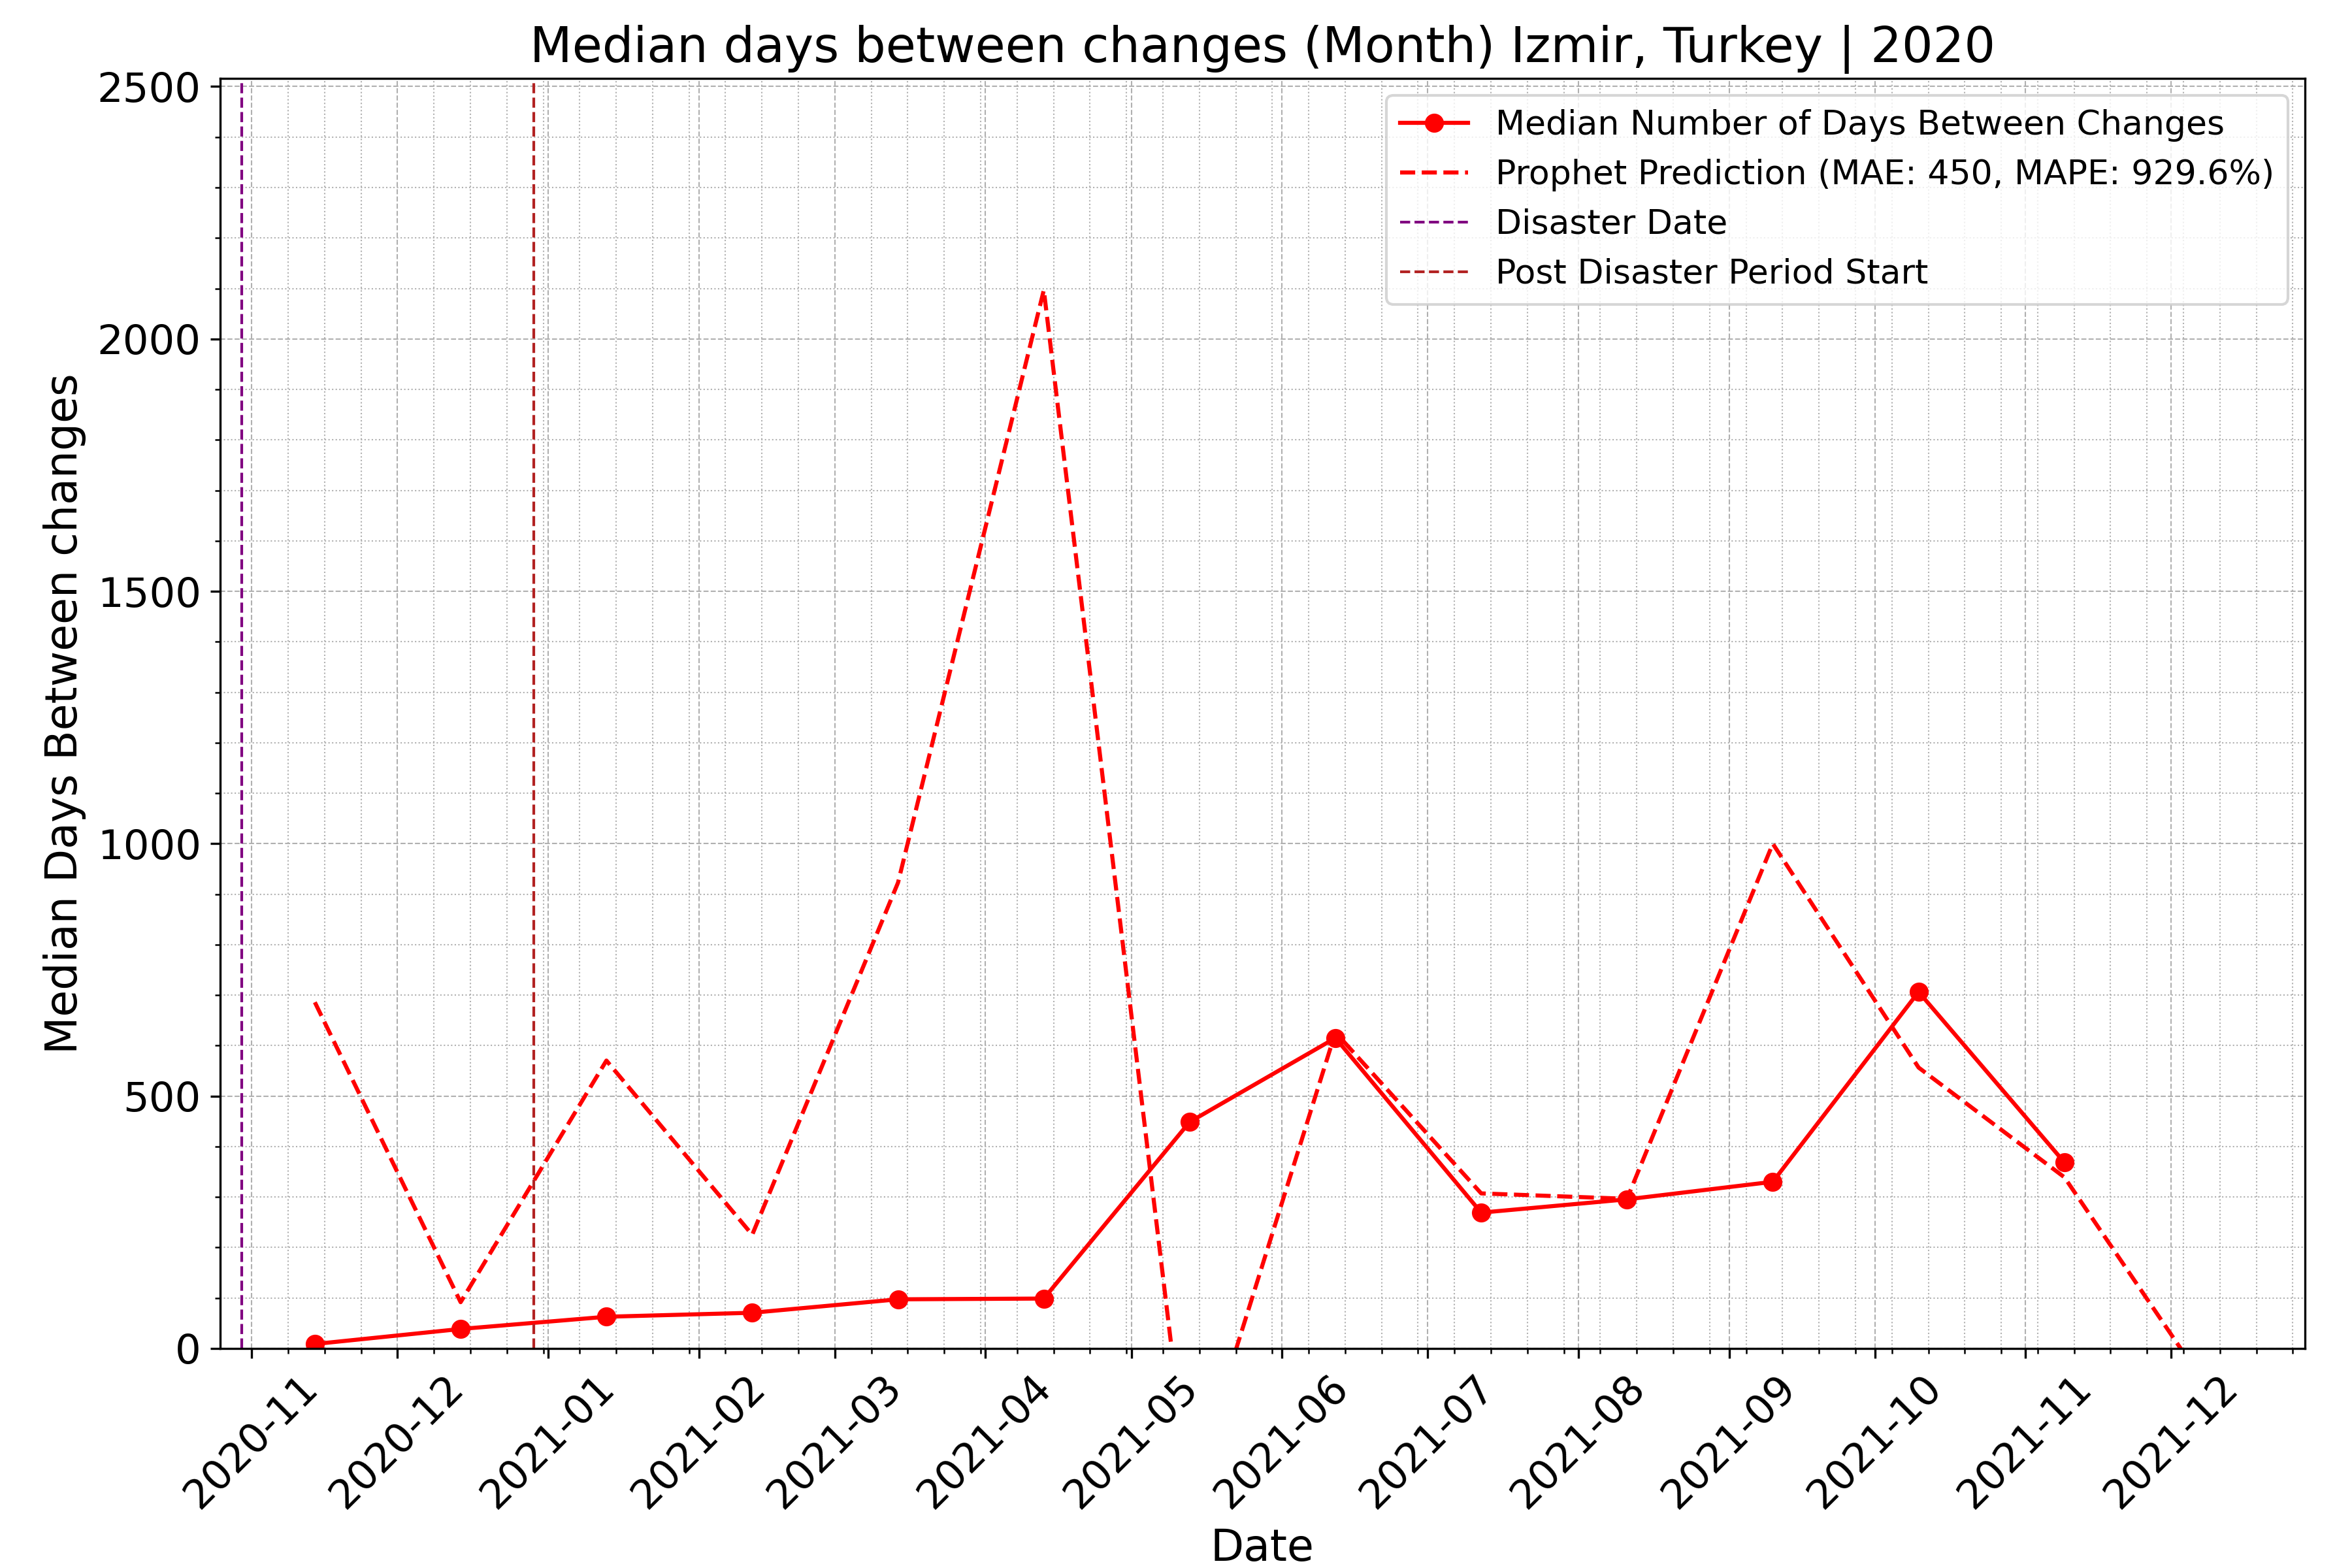 Median days between changes (Month) Izmir, Turkey | 2020
Median Number of Days Between Changes
Prophet Prediction (MAE: 450, MAPE: 929.6%)
Disaster Date
Post Disaster Period Start
Median Days Between changes
2500
2000
1500
1000
500
0
2020-11
2020-12
2021-01
2021-02
2021-03
2021-04
2021-05
2021-06
2021-07
2021-08
2021-09
2021-10
2021-11
2021-12
Date